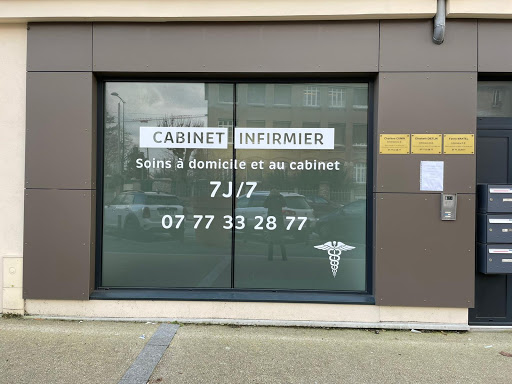 CABINET INFIRMIER
Soins à domicile et au cabinet
7J/7
07 77 33 28 77